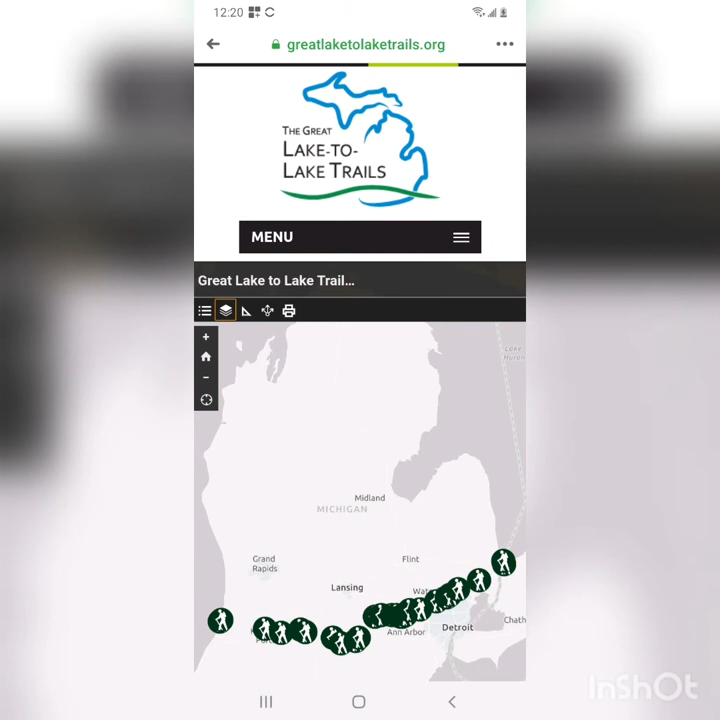 12:20
greatlaketolaketrails.org
THE GREAT
LAKE-TO-
LAKE TRAILS
MENU
Great Lake to Lake Trail...
Lake
Huron
Midland
MICHIGAN
Grand
Rapids
Flint
Lansing
Ann Arbor
Detroit
Chath
InShOt